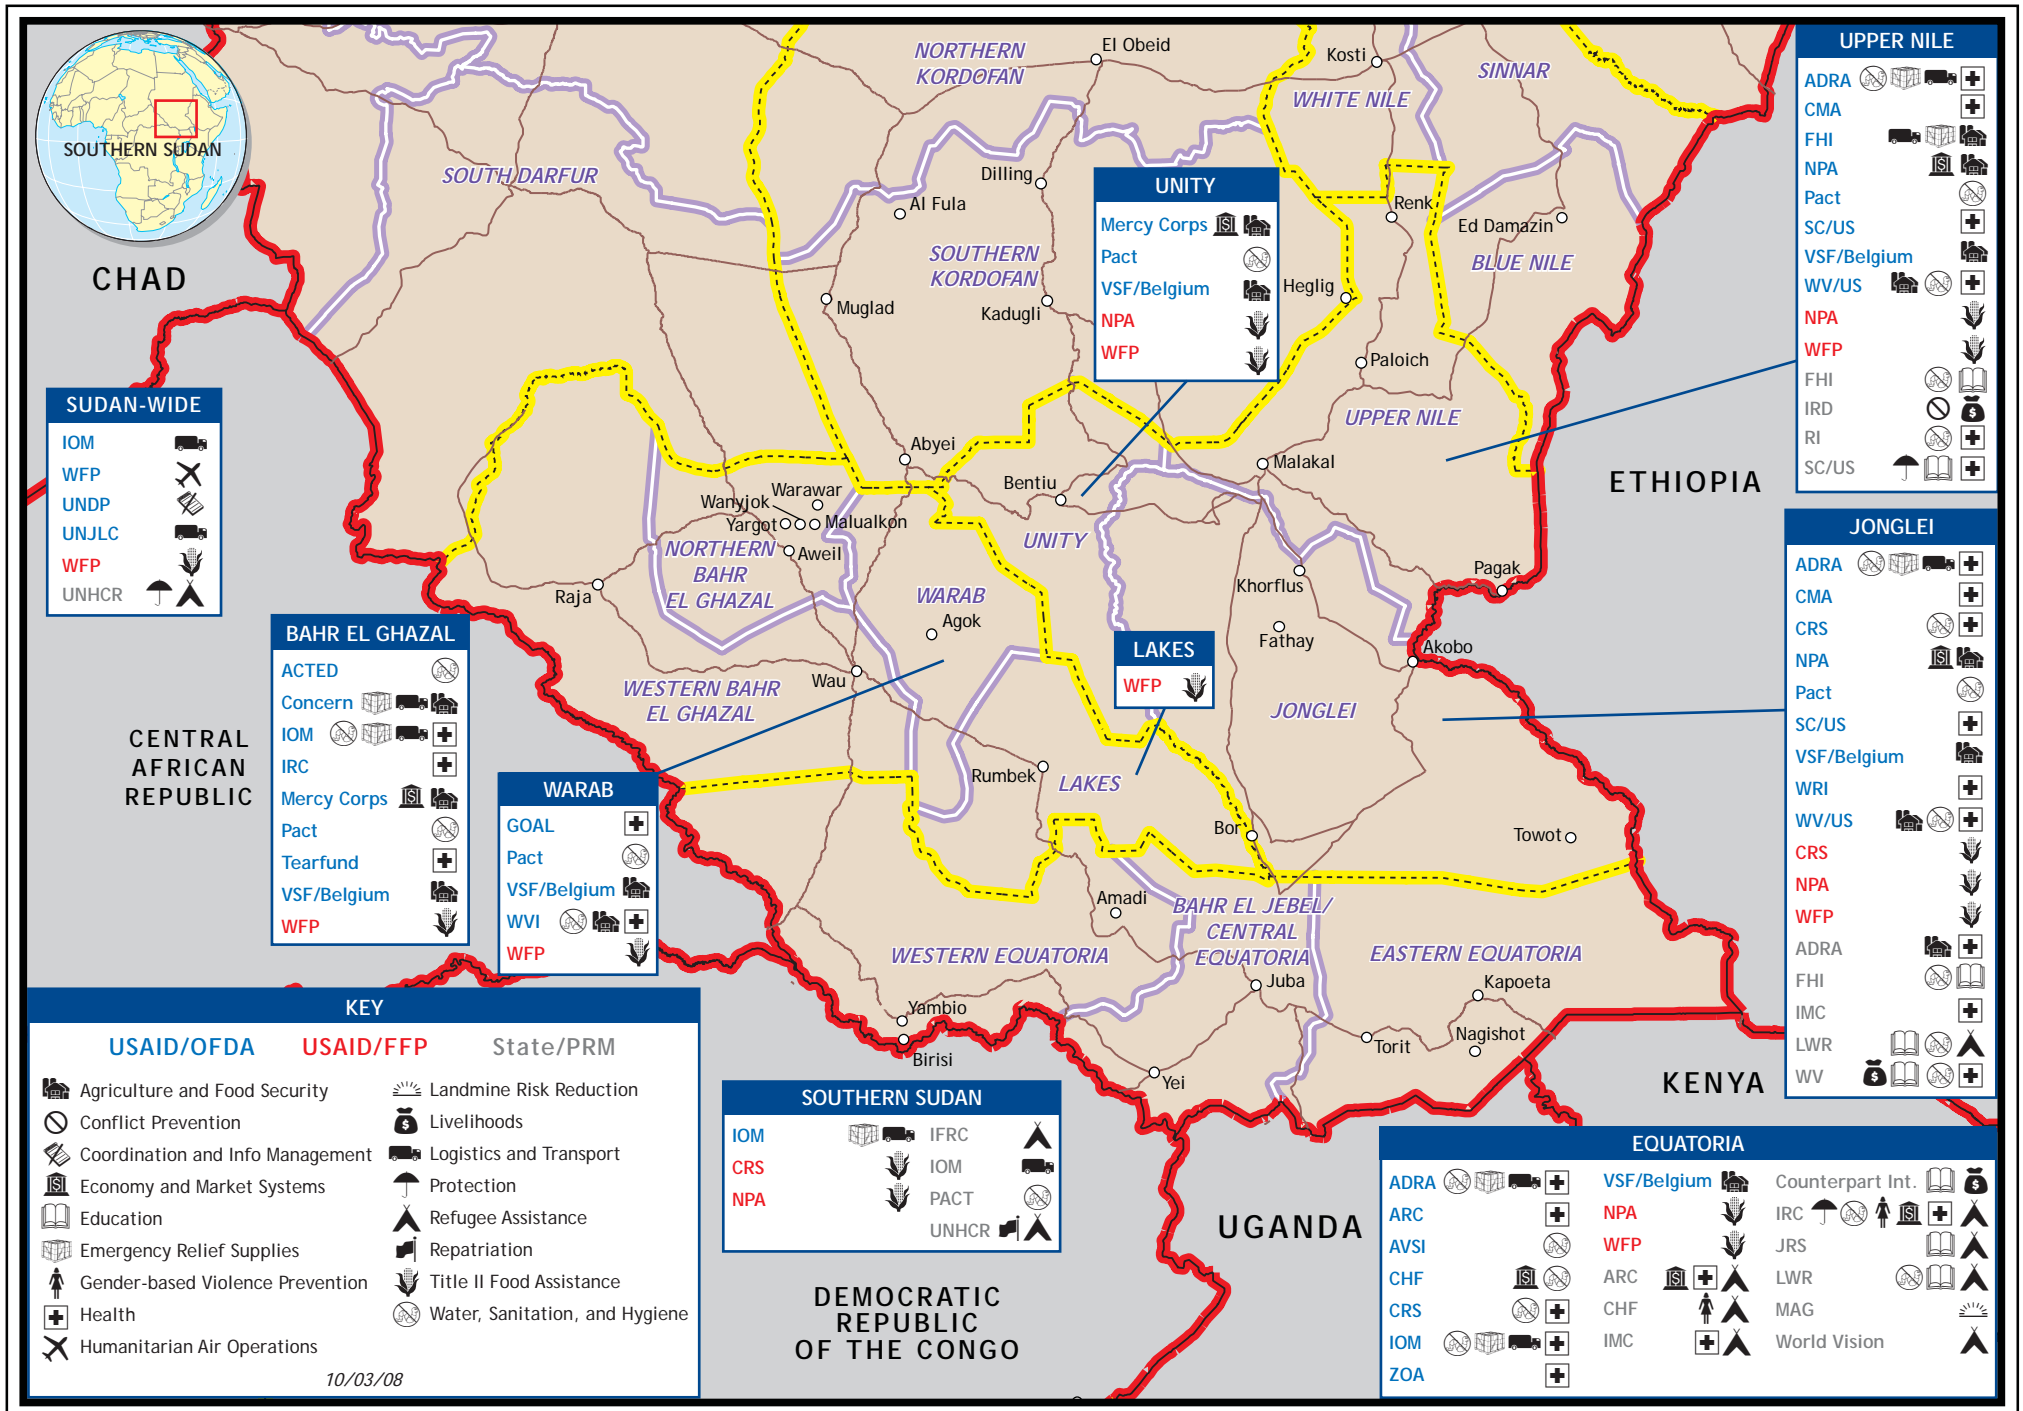 SOUTHERN SUDAN
CHAD
NORTHERN
KORDOFAN
El Obeid
Kosti
WHITE NILE
SINNAR
SOUTH DARFUR
Dilling
Al Fula
SOUTHERN
KORDOFAN
Muglad
Kadugli
Renk
Ed Damazin
BLUE NILE
Heglig
Paloich
UPPER NILE
Abyei
Bentiu
Malakal
ETHIOPIA
Warawar
Wanyjok
Yargot
Malualkon
Aweil
NORTHERN
BAHR
EL GHAZAL
UNITY
Raja
WARAB
Agok
Khorflus
Fathay
Pagak
Akobo
Wau
WESTERN BAHR
EL GHAZAL
JONGLEI
CENTRAL
AFRICAN
REPUBLIC
Rumbek
LAKES
Bor
Towot
Amadi
BAHR EL JEBEL/
CENTRAL
EQUATORIA
WESTERN EQUATORIA
EASTERN EQUATORIA
Juba
Kapoeta
Yambio
Birisi
Torit
Nagishot
Yei
KENYA
UGANDA
DEMOCRATIC
REPUBLIC
OF THE CONGO
UNITY
Mercy Corps
Pact
VSF/Belgium
NPA
WFP
UPPER NILE
ADRA
CMA
FHI
NPA
Pact
SC/US
VSF/Belgium
WV/US
NPA
WFP
FHI
IRD
RI
SC/US
SUDAN-WIDE
IOM
WFP
UNDP
UNJLC
WFP
UNHCR
BAHR EL GHAZAL
ACTED
Concern
IOM
IRC
Mercy Corps
Pact
Tearfund
VSF/Belgium
WFP
LAKES
WFP
JONGLEI
ADRA
CMA
CRS
NPA
Pact
SC/US
VSF/Belgium
WRI
WV/US
CRS
NPA
WFP
ADRA
FHI
IMC
LWR
WV
WARAB
GOAL
Pact
VSF/Belgium
WVI
WFP
KEY
USAID/OFDA USAID/FFP State/PRM
Agriculture and Food Security
Conflict Prevention
Coordination and Info Management
Economy and Market Systems
Education
Emergency Relief Supplies
Gender-based Violence Prevention
Health
Humanitarian Air Operations
Landmine Risk Reduction
Livelihoods
Logistics and Transport
Protection
Refugee Assistance
Repatriation
Title II Food Assistance
Water, Sanitation, and Hygiene
10/03/08
SOUTHERN SUDAN
IOM
CRS
NPA
IFRC
IOM
PACT
UNHCR
EQUATORIA
ADRA
ARC
AVSI
CHF
CRS
IOM
ZOA
VSF/Belgium
NPA
WFP
ARC
CHF
IMC
Counterpart Int.
IRC
JRS
LWR
MAG
World Vision